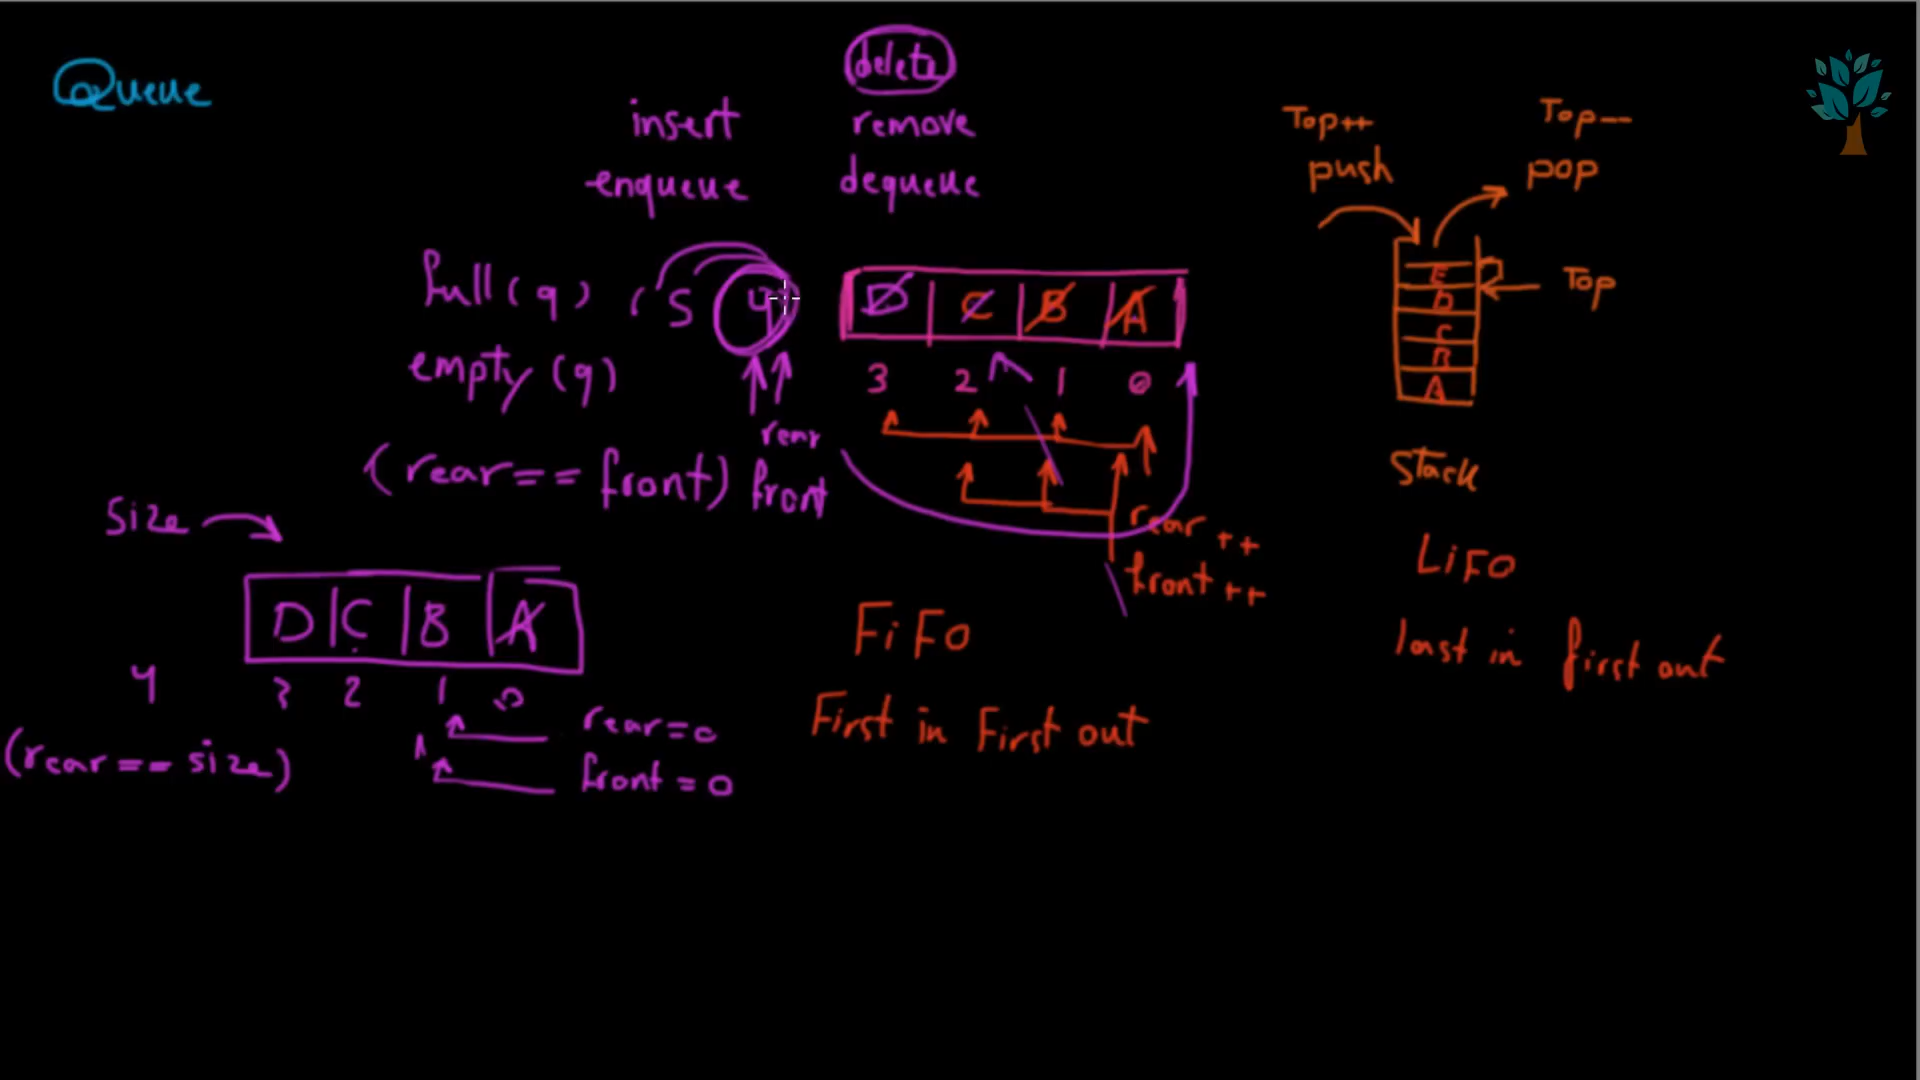 Queue
delete
insert remove
enqueue dequeue
Top++ Top--
push pop
full(q) ( 5 4
D C B A
E
D
C
B
A
Top
empty(q)
3 2 1 0
rear
(rear == front) front
Stack
Size
rear ++
front ++
LiFo
last in first out
D C B A
4 3 2 1 0
FiFo
First in First out
rear=0
(rear == size)
front = 0